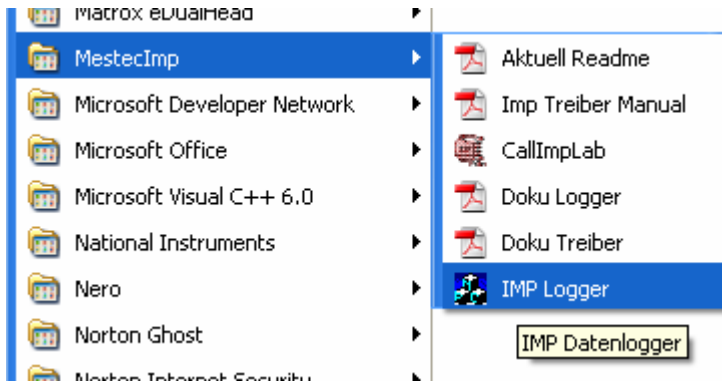 Matrox eDualHead
MestecImp
Microsoft Developer Network
Microsoft Office
Microsoft Visual C++ 6.0
National Instruments
Nero
Norton Ghost
Norton Internet Security
Aktuell Readme
Imp Treiber Manual
CallImpLab
Doku Logger
Doku Treiber
IMP Logger
IMP Datenlogger